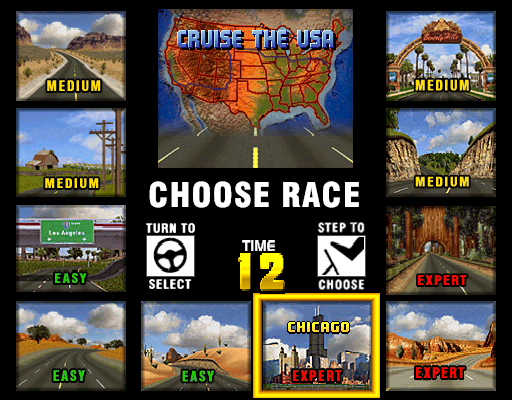 CRUISE THE USA
Beverly Hills
MEDIUM
MEDIUM
MEDIUM
MEDIUM
CHOOSE RACE
TURN TO
SELECT
TIME
12
STEP TO
CHOOSE
Los Angeles
EASY
EXPERT
EASY
EASY
CHICAGO
EXPERT
EXPERT